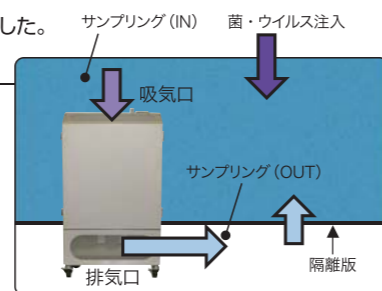 した。
サンプリング（IN）
菌・ウイルス注入
吸気口
サンプリング（OUT）
隔離版
排気口